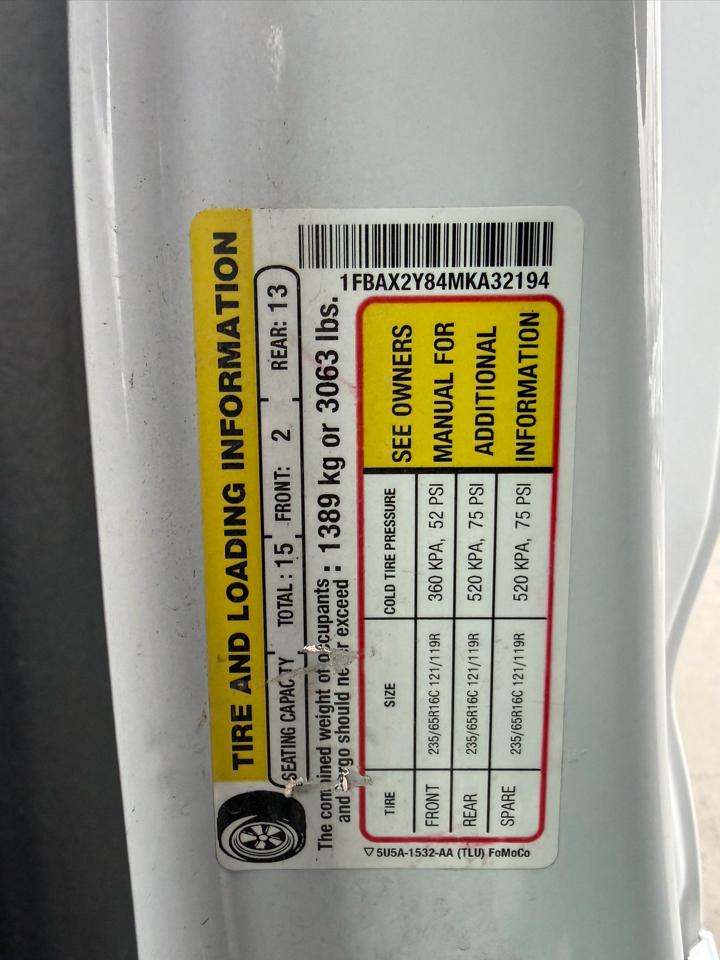 TIRE AND LOADING INFORMATION
SEATING CAPACITY TOTAL: 15 FRONT: 2 REAR: 13
The combined weight of occupants
and cargo should never exceed : 1389 kg or 3063 lbs.
TIRE SIZE COLD TIRE PRESSURE
FRONT 235/65R16C 121/119R 360 KPA, 52 PSI
REAR 235/65R16C 121/119R 520 KPA, 75 PSI
SPARE 235/65R16C 121/119R 520 KPA, 75 PSI
SEE OWNERS
MANUAL FOR
ADDITIONAL
INFORMATION
5U5A-1532-AA (TLU) FoMoCo
1FBAX2Y84MKA32194